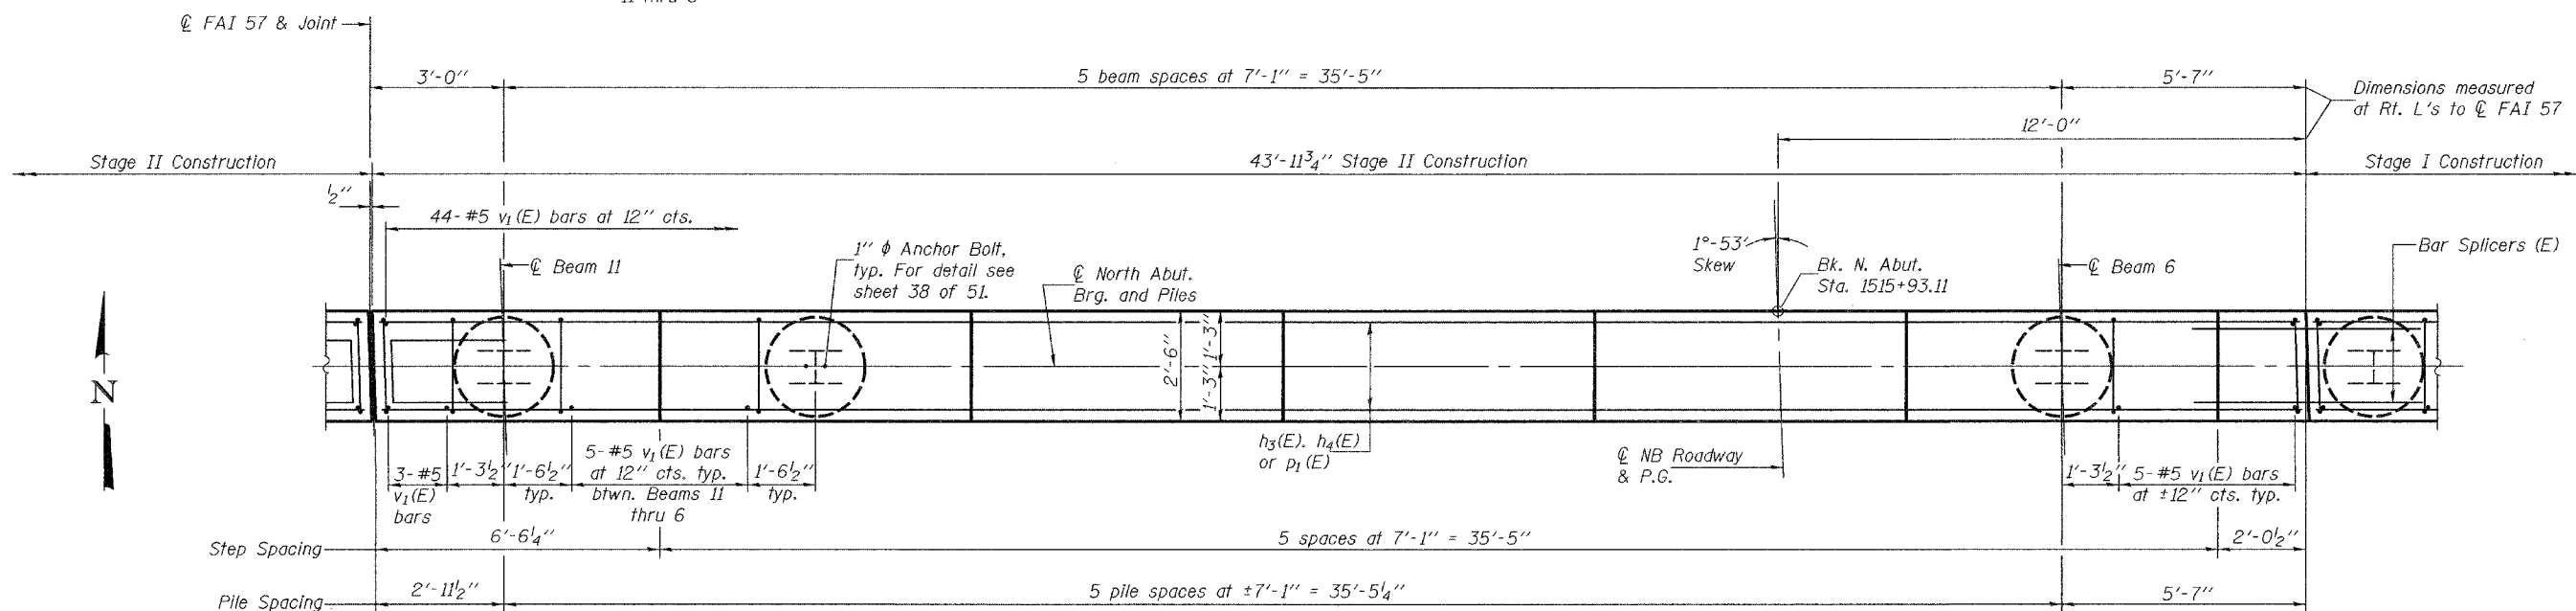 11 thru 6
℄ FAI 57 & Joint
3'-0"
5 beam spaces at 7'-1" = 35'-5"
5'-7"
Dimensions measured
at Rt. L's to ℄ FAI 57
12'-0"
Stage II Construction
43'-11¾" Stage II Construction
Stage I Construction
½"
44-#5 v₁(E) bars at 12" cts.
℄ Beam 11
1" ϕ Anchor Bolt,
typ. For detail see
sheet 38 of 51.
℄ North Abut.
Brg. and Piles
1°-53'
Skew
Bk. N. Abut.
Sta. 1515+93.11
℄ Beam 6
Bar Splicers (E)
N
2'-6"
1'-3"
1'-3"
3-#5
v₁(E)
bars
1'-3½"
1'-6½"
typ.
5-#5 v₁(E) bars
at 12" cts. typ.
btwn. Beams 11
thru 6
1'-6½"
typ.
h₃(E). h₄(E)
or p₁(E)
℄ NB Roadway
& P.G.
1'-3½"
5-#5 v₁(E) bars
at ±12" cts. typ.
Step Spacing
6'-6¼"
5 spaces at 7'-1" = 35'-5"
2'-0½"
Pile Spacing
2'-11½"
5 pile spaces at ±7'-1" = 35'-5¼"
5'-7"